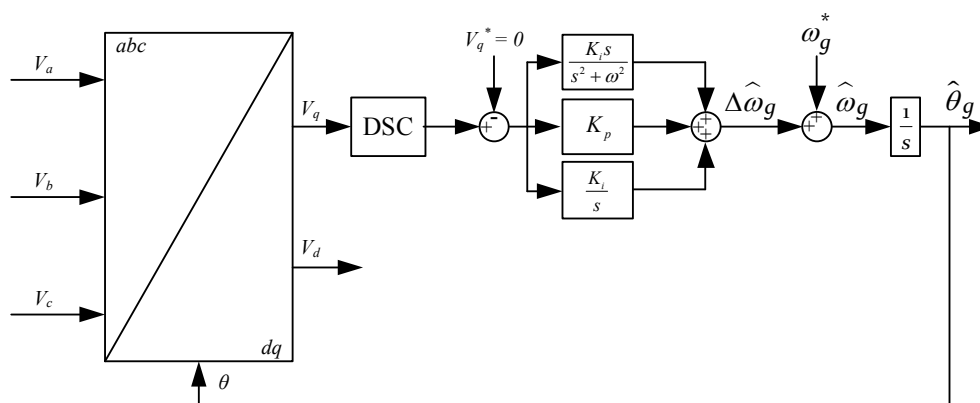 abc
V_q^* = 0
K_i s
s^2 + ω^2
ω_g^*
V_a
V_q
DSC
- +
K_p
+ + +
Δω̂_g
+ +
ω̂_g
1
s
θ̂_g
V_b
K_i
s
V_d
V_c
dq
θ